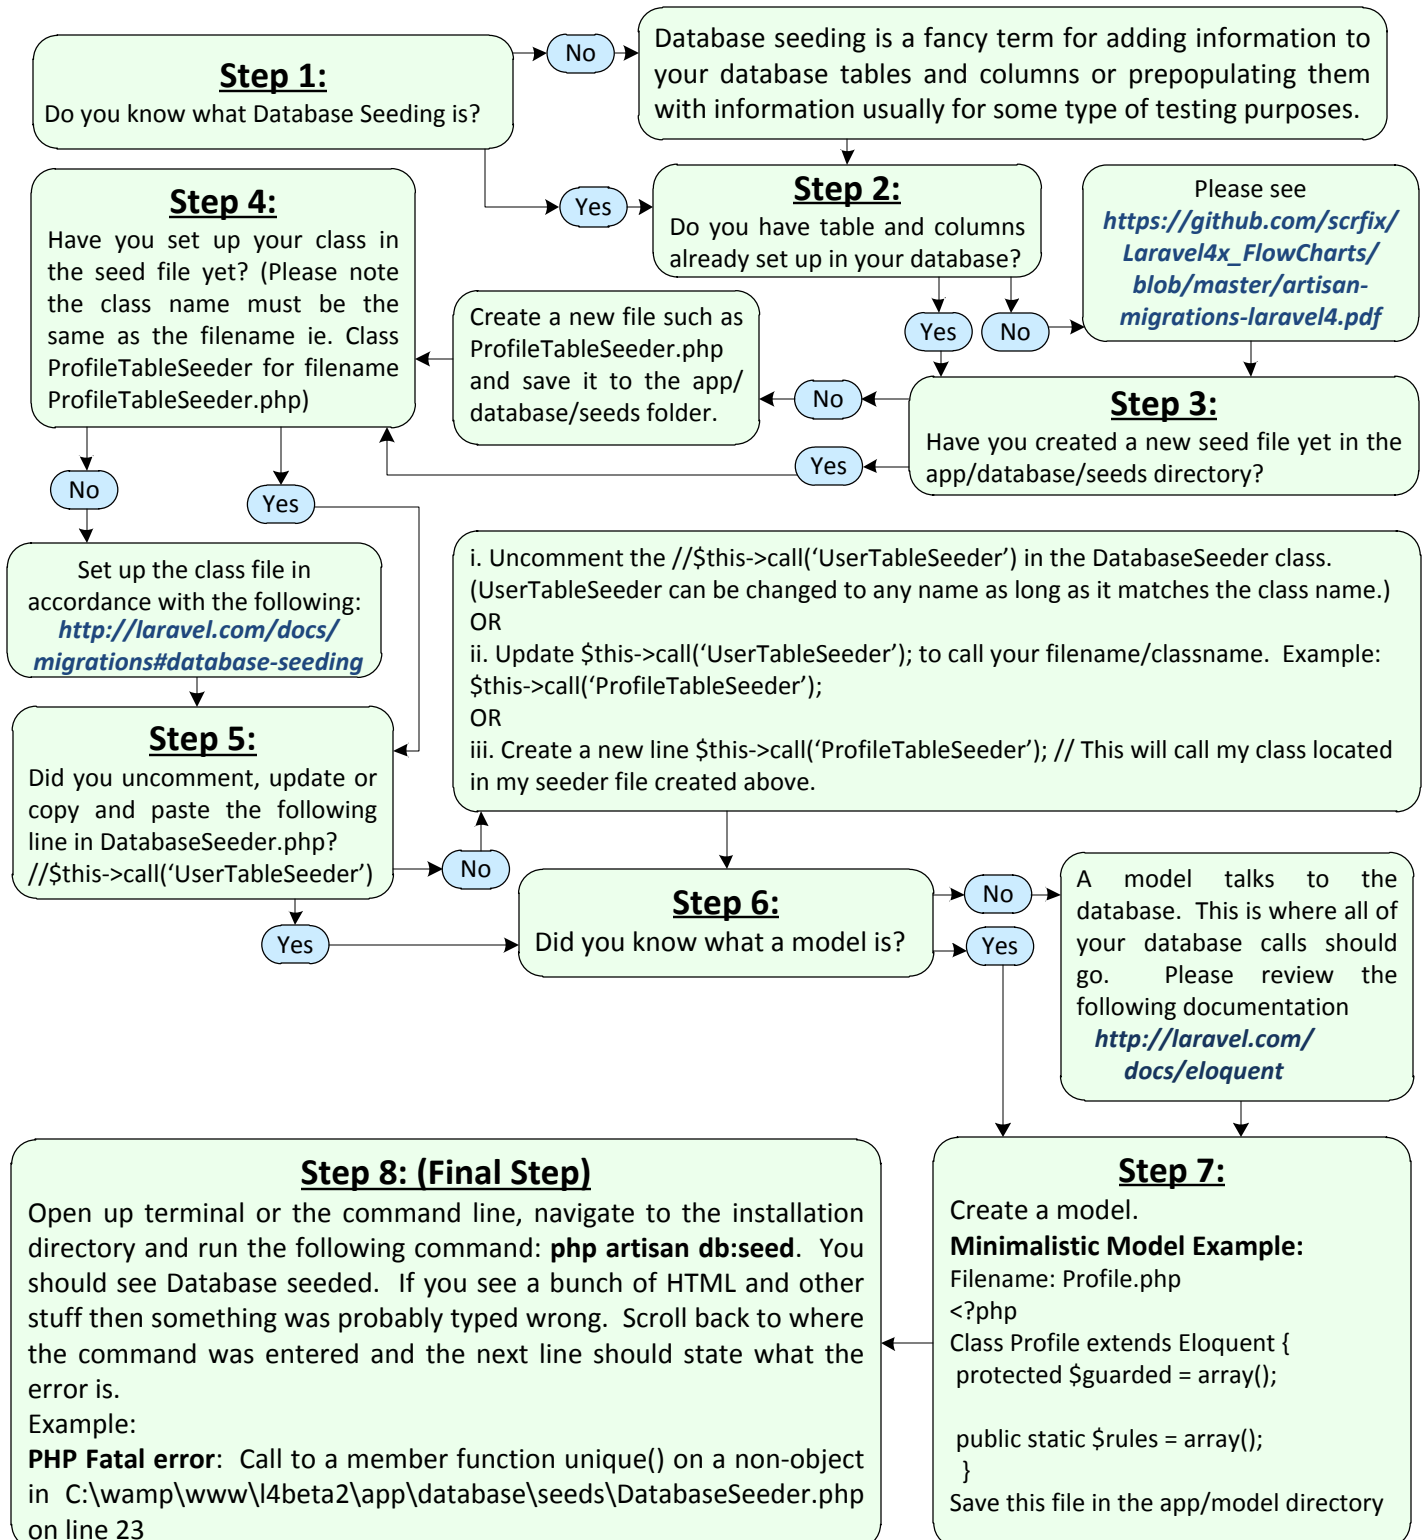 Step 1:
Do you know what Database Seeding is?
No
Database seeding is a fancy term for adding information to
your database tables and columns or prepopulating them
with information usually for some type of testing purposes.
Yes
Step 2:
Do you have table and columns
already set up in your database?
Yes
No
Please see
https://github.com/scrfix/
Laravel4x_FlowCharts/
blob/master/artisan-
migrations-laravel4.pdf
Step 3:
Have you created a new seed file yet in the
app/database/seeds directory?
No
Yes
Create a new file such as
ProfileTableSeeder.php
and save it to the app/
database/seeds folder.
Step 4:
Have you set up your class in
the seed file yet? (Please note
the class name must be the
same as the filename ie. Class
ProfileTableSeeder for filename
ProfileTableSeeder.php)
No
Yes
Set up the class file in
accordance with the following:
http://laravel.com/docs/
migrations#database-seeding
Step 5:
Did you uncomment, update or
copy and paste the following
line in DatabaseSeeder.php?
//$this->call(‘UserTableSeeder’)
No
Yes
i. Uncomment the //$this->call(‘UserTableSeeder’) in the DatabaseSeeder class.
(UserTableSeeder can be changed to any name as long as it matches the class name.)
OR
ii. Update $this->call(‘UserTableSeeder’); to call your filename/classname.  Example:
$this->call(‘ProfileTableSeeder’);
OR
iii. Create a new line $this->call(‘ProfileTableSeeder’); // This will call my class located
in my seeder file created above.
Step 6:
Did you know what a model is?
No
Yes
A model talks to the
database.  This is where all of
your database calls should
go.  Please review the
following documentation
http://laravel.com/
docs/eloquent
Step 7:
Create a model.
Minimalistic Model Example:
Filename: Profile.php
<?php
Class Profile extends Eloquent {
protected $guarded = array();
public static $rules = array();
}
Save this file in the app/model directory
Step 8: (Final Step)
Open up terminal or the command line, navigate to the installation
directory and run the following command: php artisan db:seed.  You
should see Database seeded.  If you see a bunch of HTML and other
stuff then something was probably typed wrong.  Scroll back to where
the command was entered and the next line should state what the
error is.
Example:
PHP Fatal error:  Call to a member function unique() on a non-object
in C:\wamp\www\l4beta2\app\database\seeds\DatabaseSeeder.php
on line 23